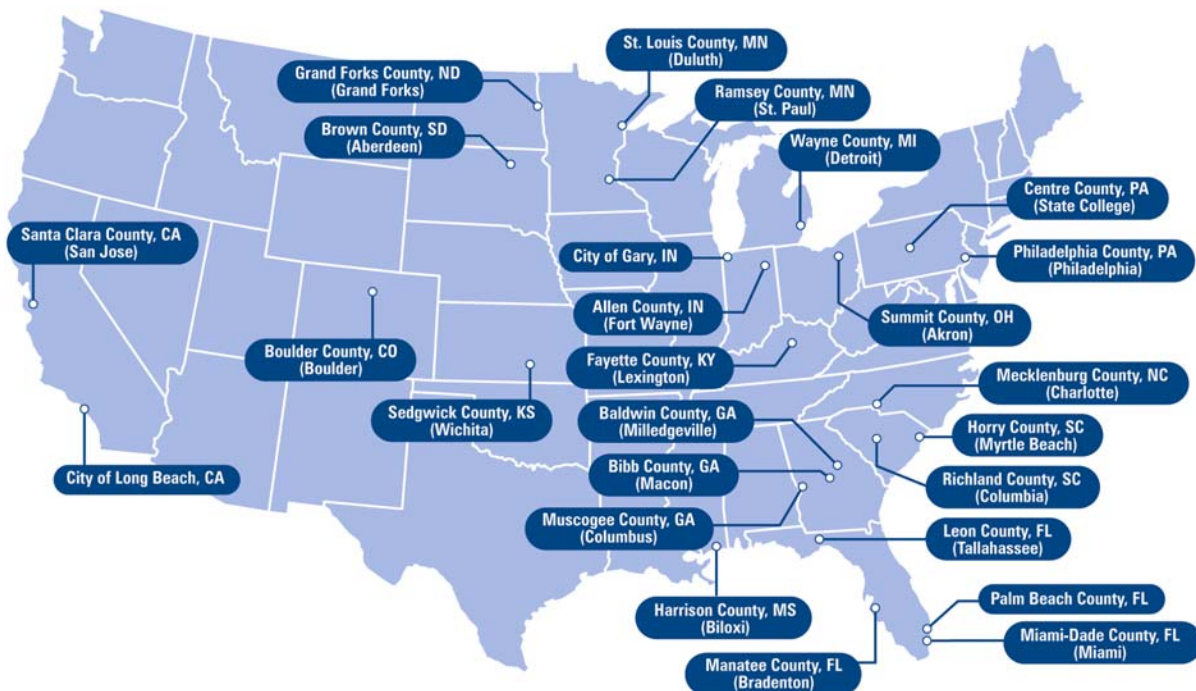 St. Louis County, MN
(Duluth)
Grand Forks County, ND
(Grand Forks)
Ramsey County, MN
(St. Paul)
Brown County, SD
(Aberdeen)
Wayne County, MI
(Detroit)
Centre County, PA
(State College)
Santa Clara County, CA
(San Jose)
City of Gary, IN
Philadelphia County, PA
(Philadelphia)
Allen County, IN
(Fort Wayne)
Summit County, OH
(Akron)
Boulder County, CO
(Boulder)
Fayette County, KY
(Lexington)
Mecklenburg County, NC
(Charlotte)
Sedgwick County, KS
(Wichita)
Baldwin County, GA
(Milledgeville)
Horry County, SC
(Myrtle Beach)
City of Long Beach, CA
Bibb County, GA
(Macon)
Richland County, SC
(Columbia)
Muscogee County, GA
(Columbus)
Leon County, FL
(Tallahassee)
Harrison County, MS
(Biloxi)
Palm Beach County, FL
Miami-Dade County, FL
(Miami)
Manatee County, FL
(Bradenton)